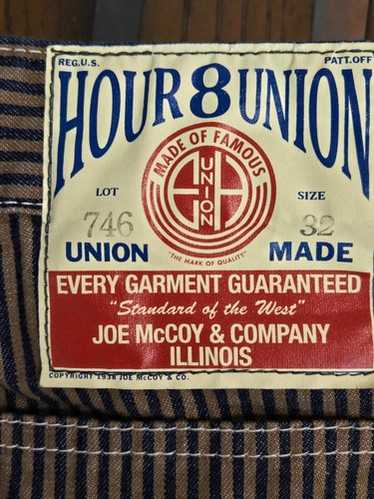 REG.U.S. PATT.OFF
HOUR 8 UNION
MADE OF FAMOUS
UNION
LOT SIZE
746 32
UNION MADE
"THE MARK OF QUALITY"
EVERY GARMENT GUARANTEED
"Standard of the West"
JOE McCOY & COMPANY
ILLINOIS
COPYRIGHT 1938 JOE McCOY & CO.